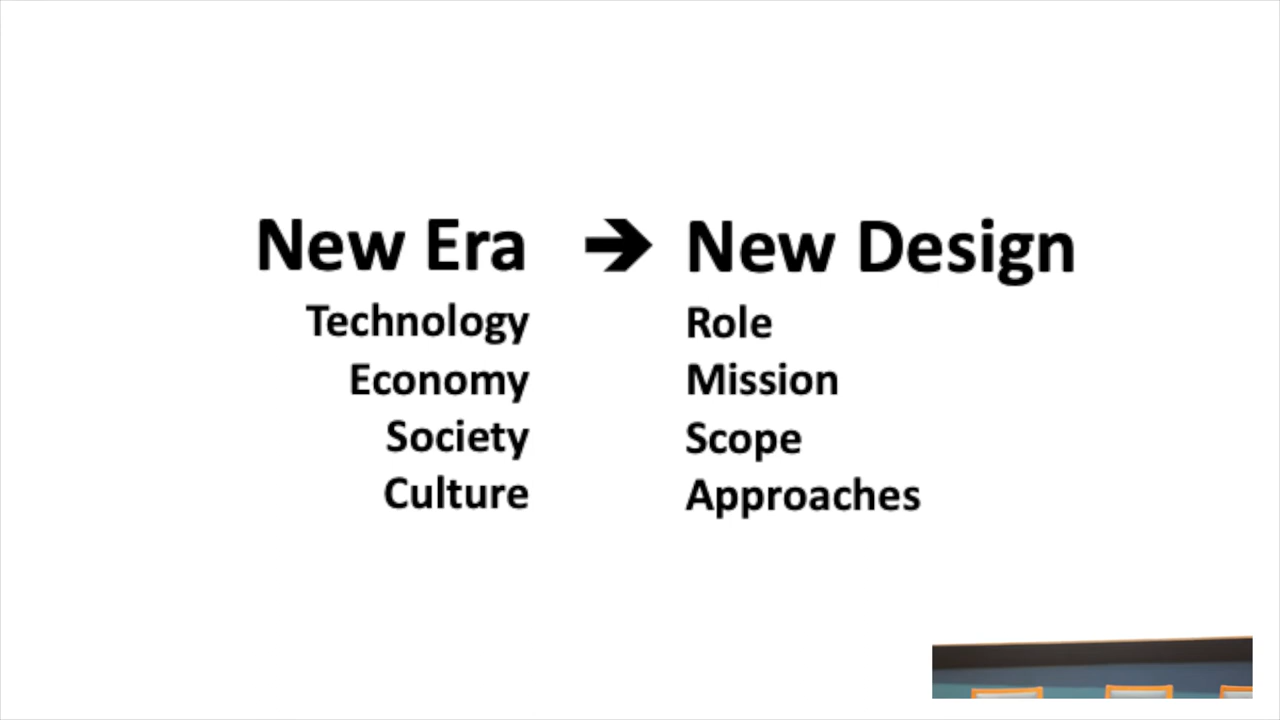 New Era ➔ New Design
Technology Role
Economy Mission
Society Scope
Culture Approaches